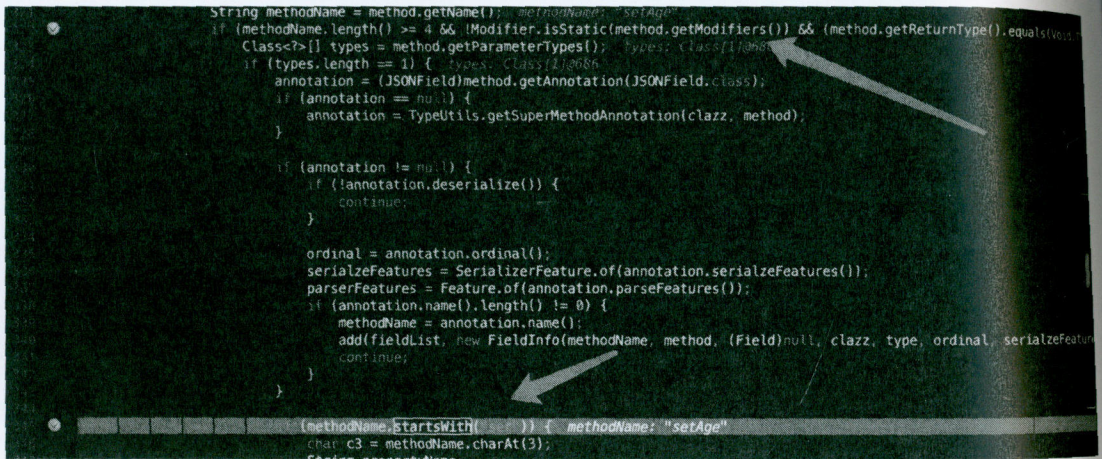 String methodName = method.getName(); methodName: "setAge"
if (methodName.length() >= 4 && !Modifier.isStatic(method.getModifiers()) && (method.getReturnType().equals(Void.
Class<?>[] types = method.getParameterTypes(); types: Class[1]@686
if (types.length == 1) { types: Class[1]@686
annotation = (JSONField)method.getAnnotation(JSONField.class);
if (annotation == null) {
annotation = TypeUtils.getSuperMethodAnnotation(clazz, method);
}
if (annotation != null) {
if (!annotation.deserialize()) {
continue;
}
ordinal = annotation.ordinal();
serialzeFeatures = SerializerFeature.of(annotation.serialzeFeatures());
parserFeatures = Feature.of(annotation.parseFeatures());
if (annotation.name().length() != 0) {
methodName = annotation.name();
add(fieldList, new FieldInfo(methodName, method, (Field)null, clazz, type, ordinal, serialzeFeatur
continue;
}
}
(methodName.startsWith("set")) { methodName: "setAge"
char c3 = methodName.charAt(3);
String propertyName